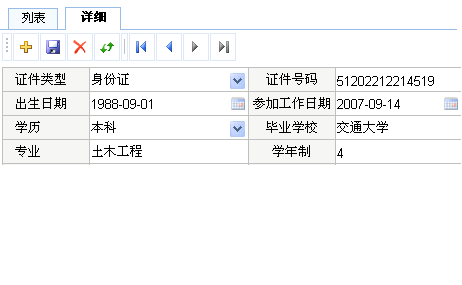 列表 详细
证件类型 身份证 证件号码 51202212214519
出生日期 1988-09-01 参加工作日期 2007-09-14
学历 本科 毕业学校 交通大学
专业 土木工程 学年制 4